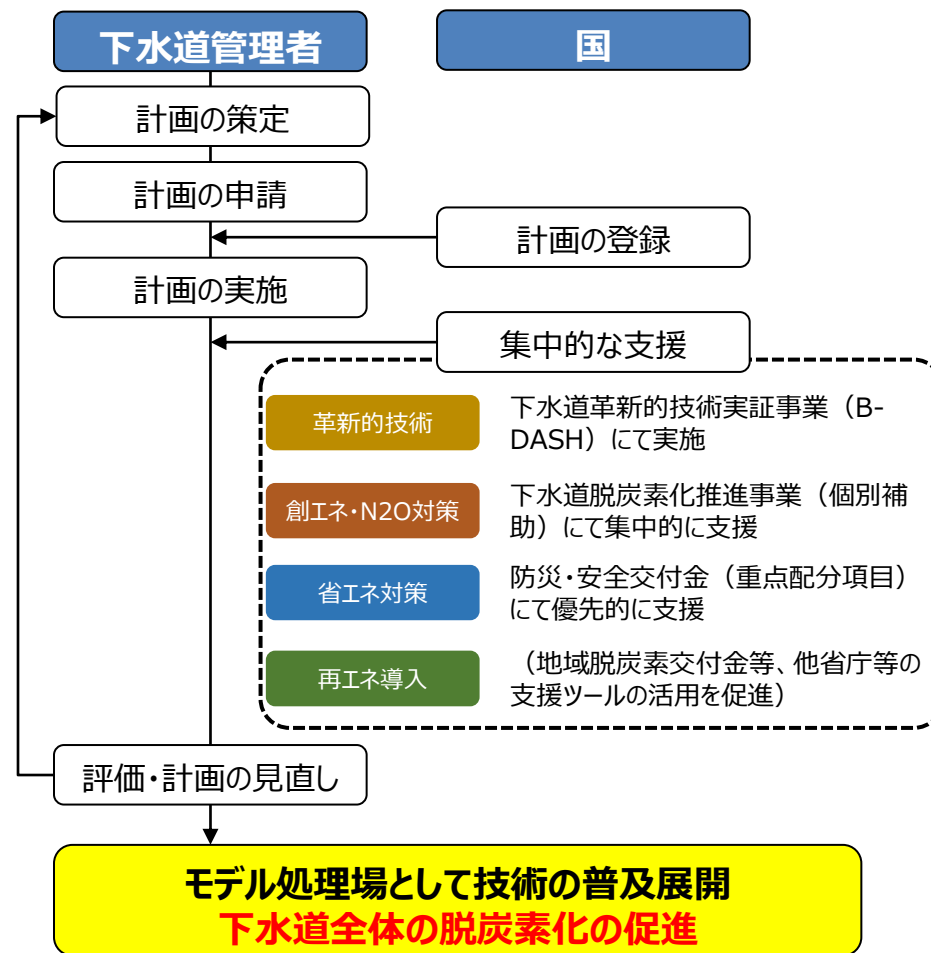 下水道管理者
国
計画の策定
計画の申請
計画の登録
計画の実施
集中的な支援
革新的技術
下水道革新的技術実証事業（B-
DASH）にて実施
創エネ・N2O対策
下水道脱炭素化推進事業（個別補
助）にて集中的に支援
省エネ対策
防災・安全交付金（重点配分項目）
にて優先的に支援
再エネ導入
（地域脱炭素交付金等、他省庁等の
支援ツールの活用を促進）
評価・計画の見直し
モデル処理場として技術の普及展開
下水道全体の脱炭素化の促進